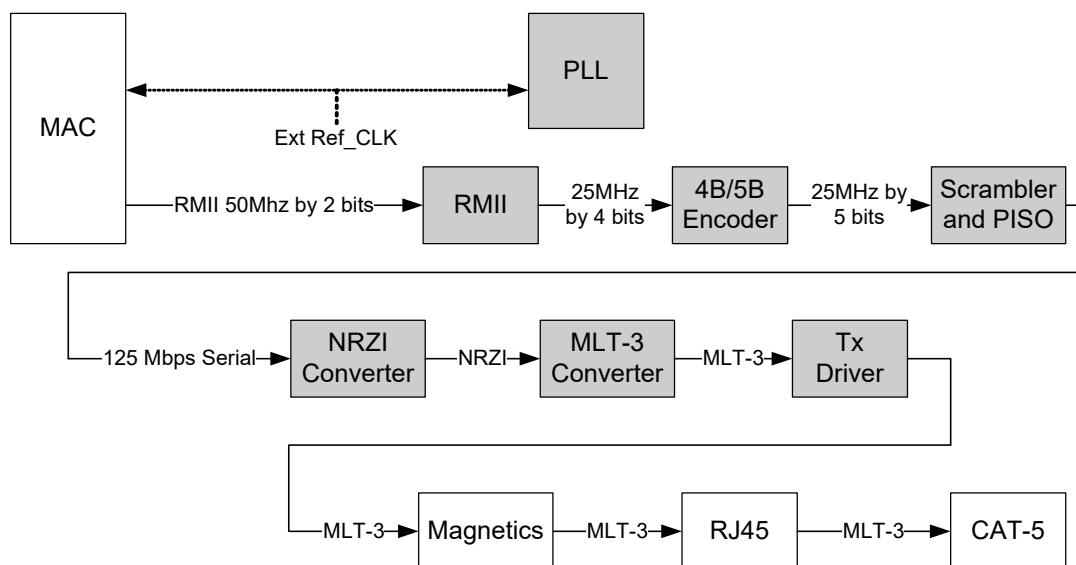 PLL
MAC
Ext Ref_CLK
RMII 50Mhz by 2 bits
RMII
25MHz
by 4 bits
4B/5B
Encoder
25MHz by
5 bits
Scrambler
and PISO
125 Mbps Serial
NRZI
Converter
NRZI
MLT-3
Converter
MLT-3
Tx
Driver
MLT-3
Magnetics
MLT-3
RJ45
MLT-3
CAT-5